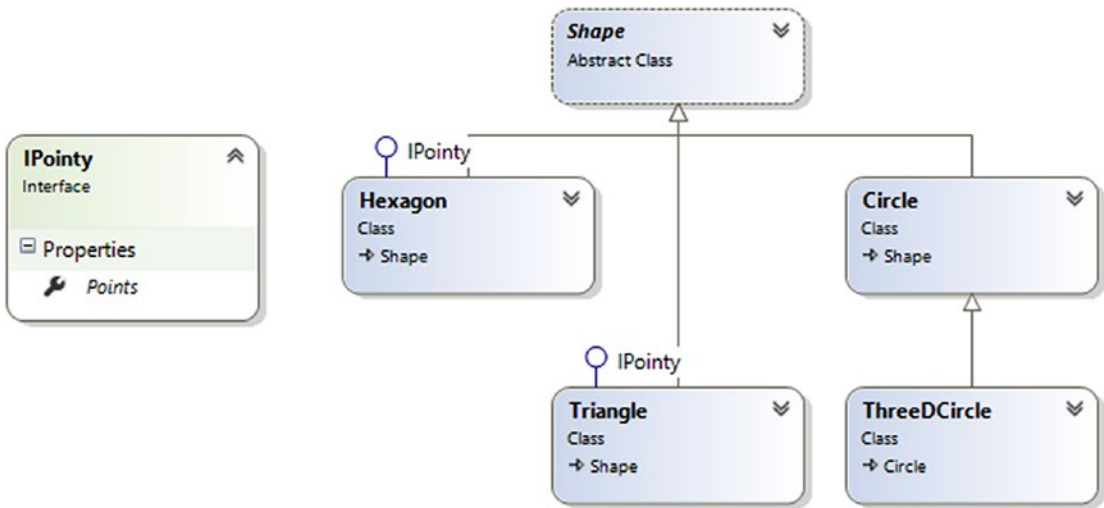 Shape
Abstract Class
IPointy
Interface
Properties
Points
IPointy
Hexagon
Class
Shape
Circle
Class
Shape
IPointy
Triangle
Class
Shape
ThreeDCircle
Class
Circle